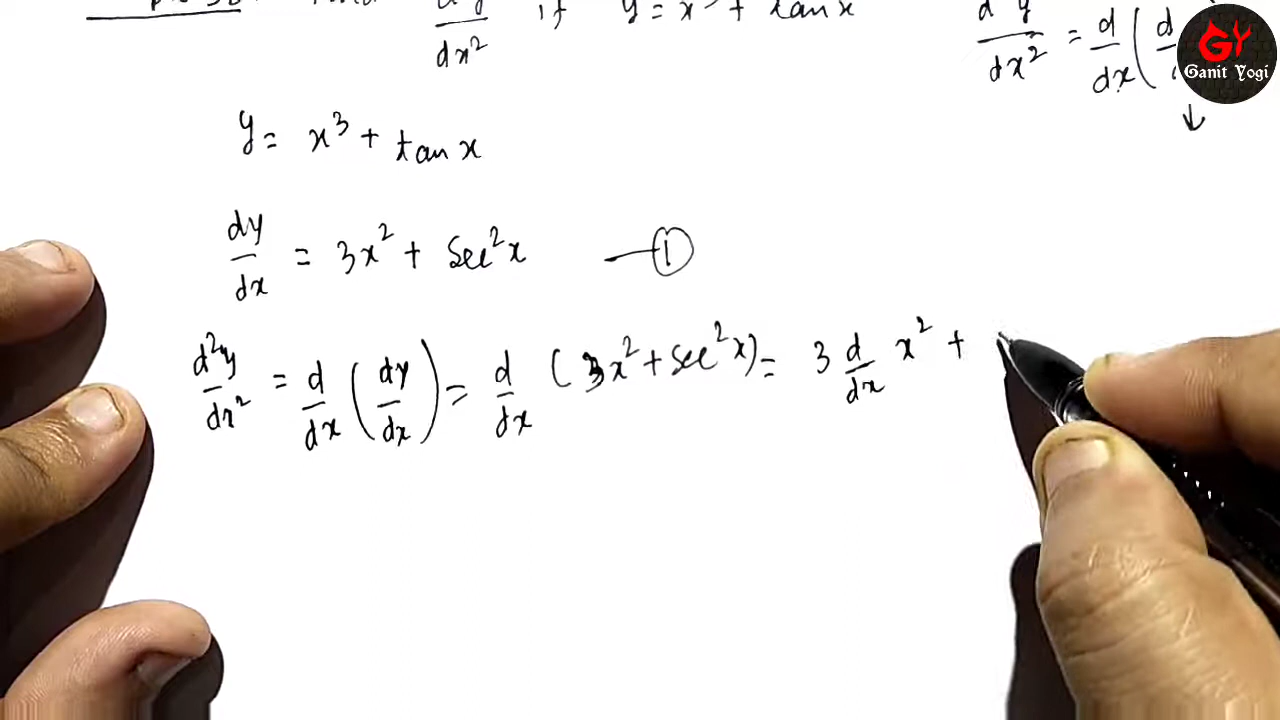 d²y/dx² if y = x³ + tan x
d²y/dx² = d/dx ( d
GY
Ganit Yogi
y = x³ + tan x
dy/dx = 3x² + Sec²x — ①
d²y/dx² = d/dx (dy/dx) = d/dx (3x² + sec²x) = 3 d/dx x² +